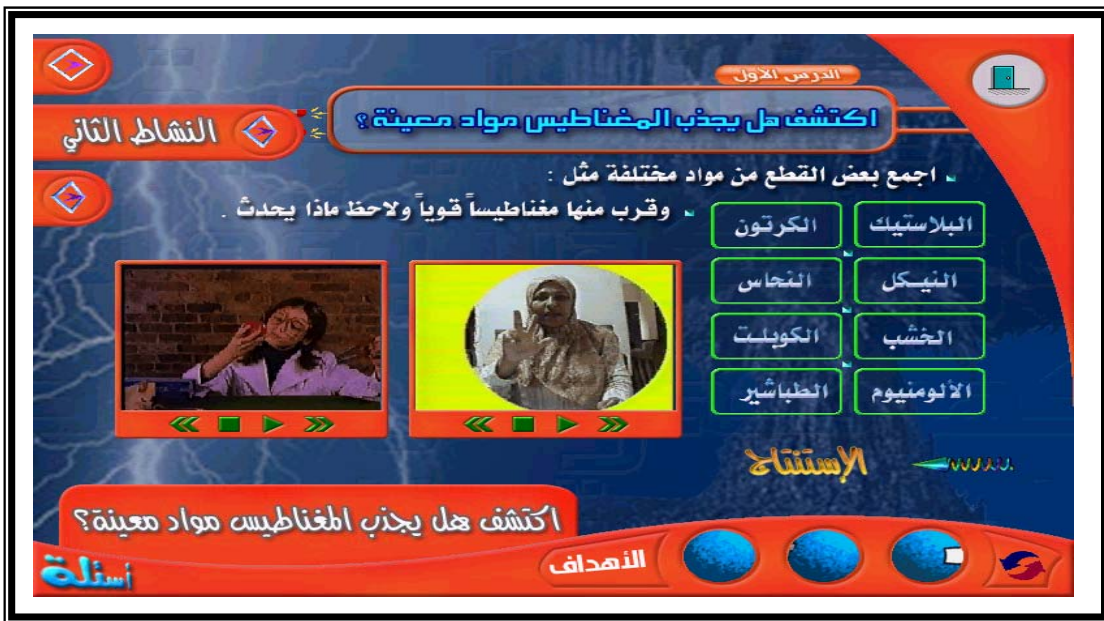 الدرس الأول
اكتشف هل يجذب المغناطيس مواد معينة ؟
النشاط الثاني
اجمع بعض القطع من مواد مختلفة مثل :
وقرب منها مغناطيساً قوياً ولاحظ ماذا يحدث .
البلاستيك
الكرتون
النيكل
النحاس
الخشب
الكوبلت
الألومنيوم
الطباشير
الإستنتاج
اكتشف هل يجذب المغناطيس مواد معينة؟
الأهداف
أسئلة